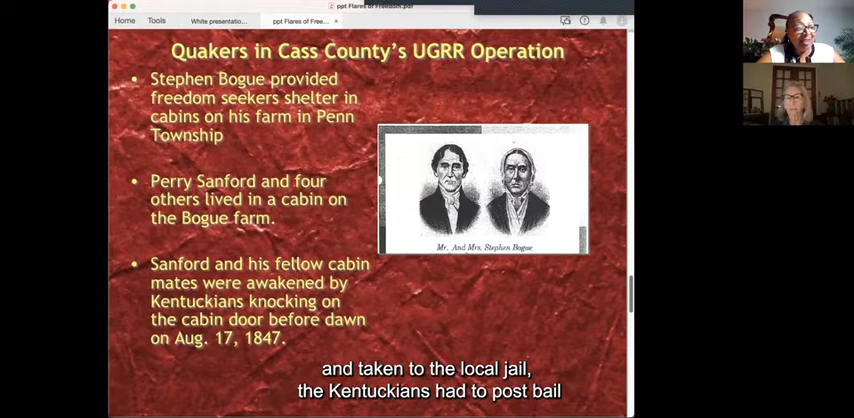 ppt Flares of Freedom.pdf
Home
Tools
White presentatio...
ppt Flares of Free...
Quakers in Cass County's UGRR Operation
• Stephen Bogue provided
freedom seekers shelter in
cabins on his farm in Penn
Township
• Perry Sanford and four
others lived in a cabin on
the Bogue farm.
• Sanford and his fellow cabin
mates were awakened by
Kentuckians knocking on
the cabin door before dawn
on Aug. 17, 1847.
Mr. And Mrs. Stephen Bogue
and taken to the local jail,
the Kentuckians had to post bail